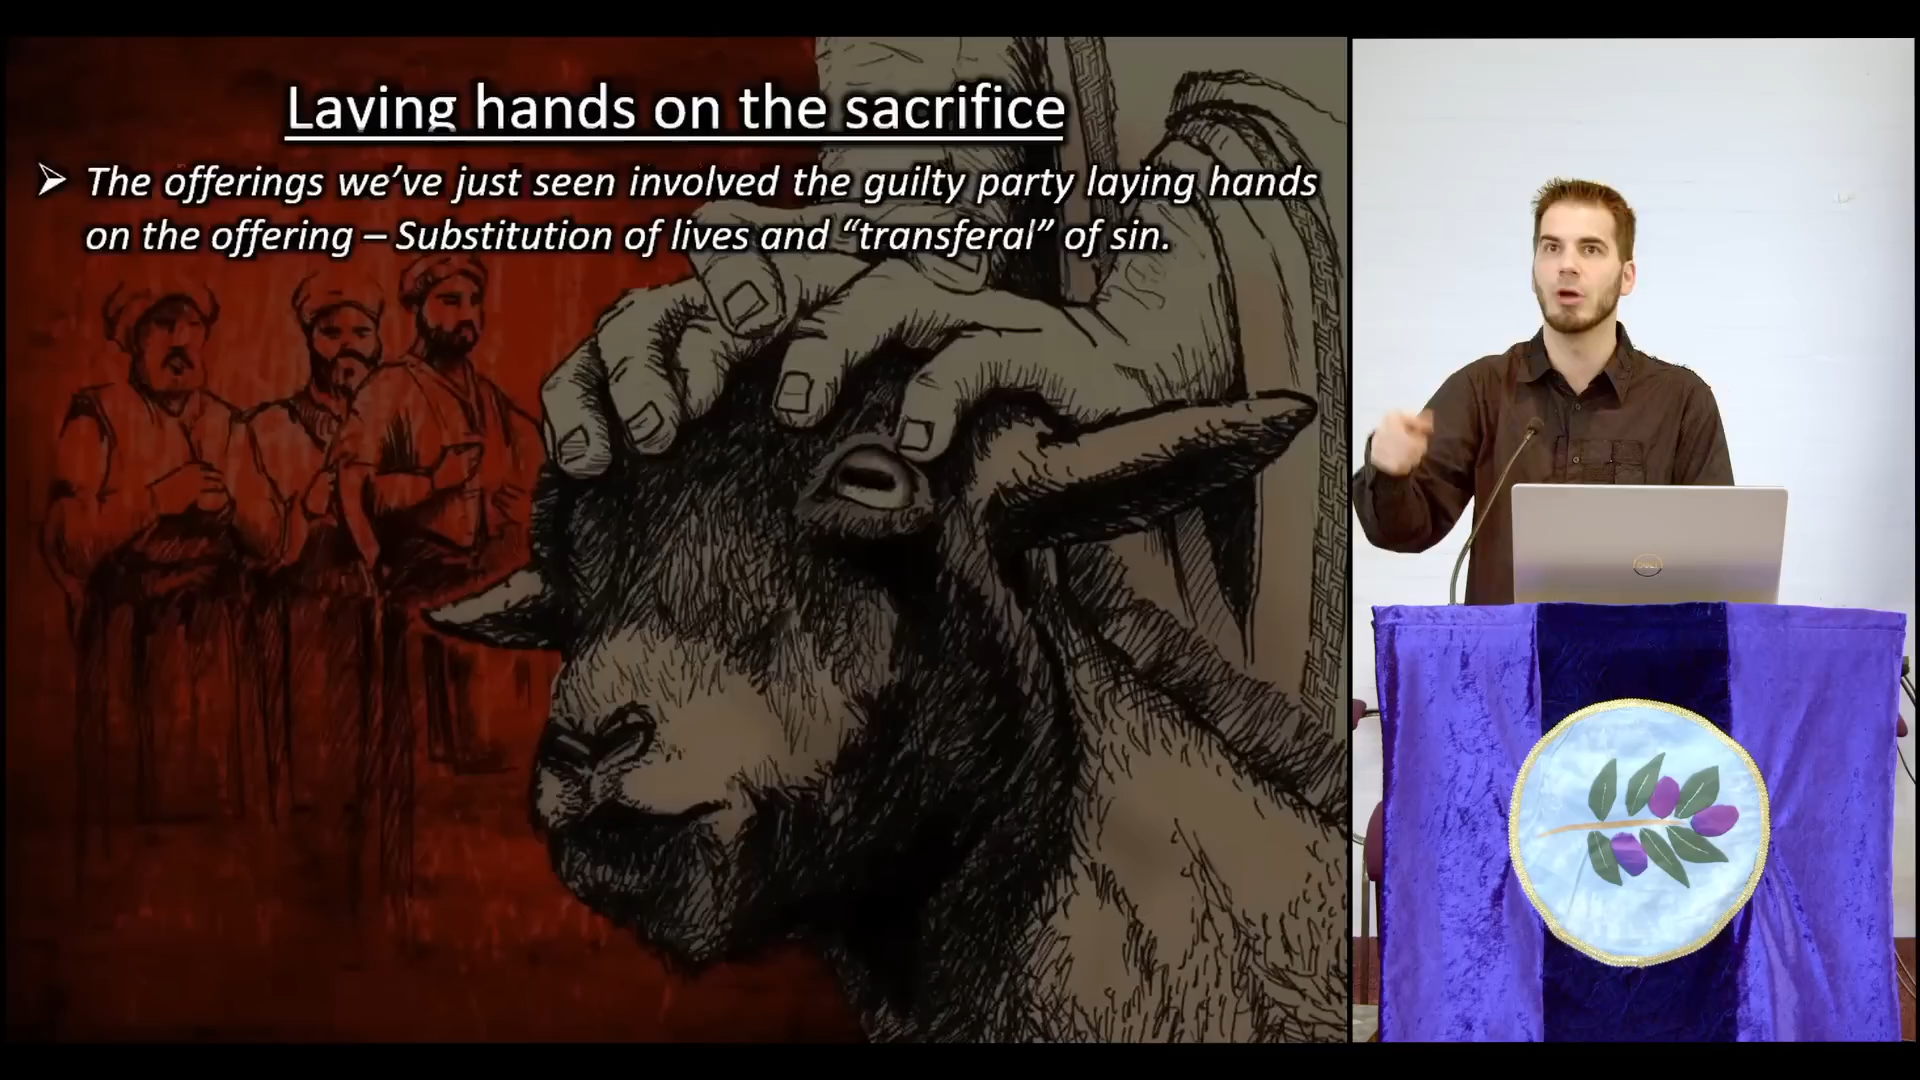 Laying hands on the sacrifice
➢ The offerings we’ve just seen involved the guilty party laying hands
on the offering – Substitution of lives and “transferal” of sin.
DELL